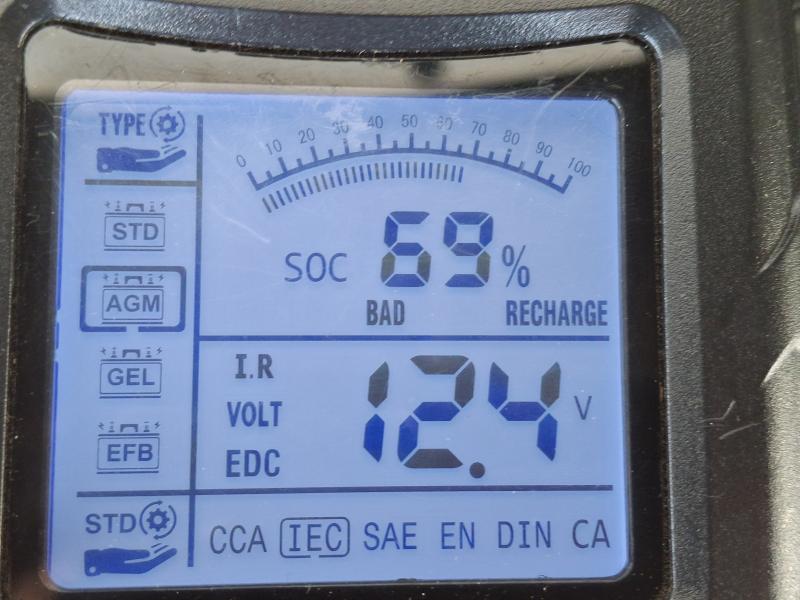 TYPE
0 10 20 30 40 50 60 70 80 90 100
STD
SOC 69 %
AGM
BAD RECHARGE
GEL
I.R
VOLT 12.4 V
EFB
EDC
STD
CCA IEC SAE EN DIN CA